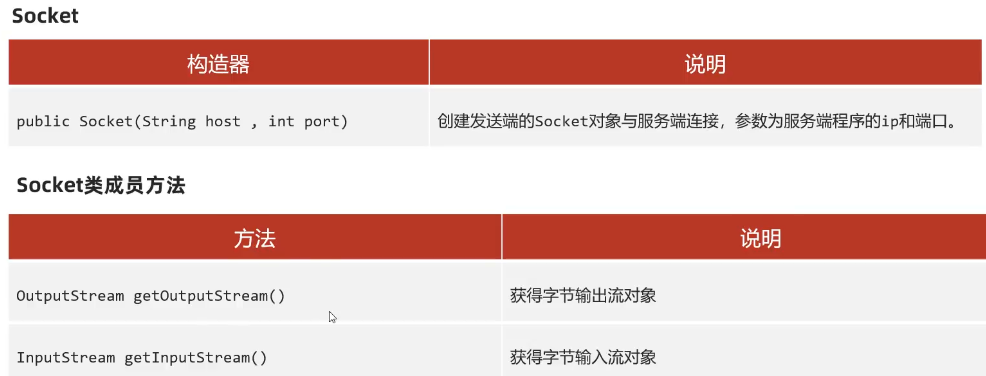 Socket
构造器 说明
public Socket(String host , int port) 创建发送端的Socket对象与服务端连接，参数为服务端程序的ip和端口。
Socket类成员方法
方法 说明
OutputStream getOutputStream() 获得字节输出流对象
InputStream getInputStream() 获得字节输入流对象